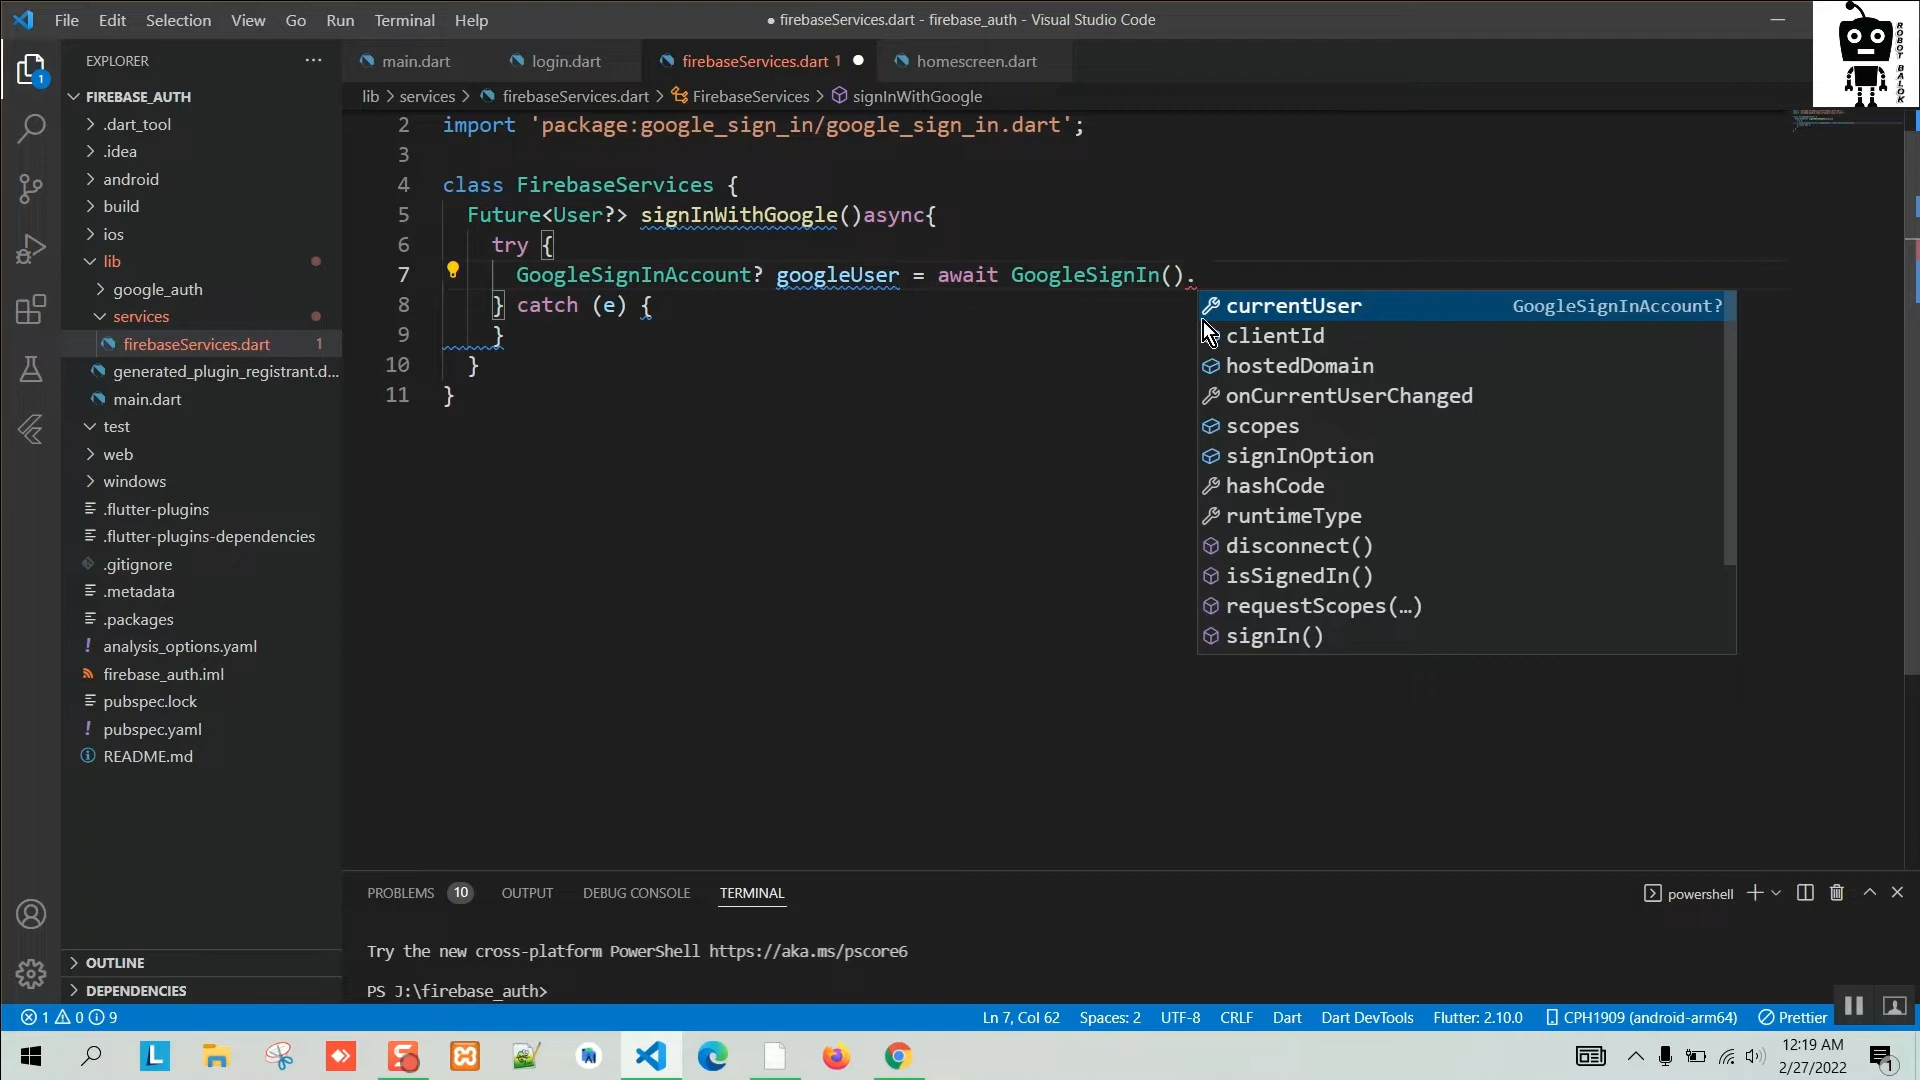 File Edit Selection View Go Run Terminal Help
● firebaseServices.dart - firebase_auth - Visual Studio Code
ROBOT BALOK
EXPLORER
FIREBASE_AUTH
.dart_tool
.idea
android
build
ios
lib
google_auth
services
firebaseServices.dart 1
generated_plugin_registrant.d...
main.dart
test
web
windows
.flutter-plugins
.flutter-plugins-dependencies
.gitignore
.metadata
.packages
analysis_options.yaml
firebase_auth.iml
pubspec.lock
pubspec.yaml
README.md
OUTLINE
DEPENDENCIES
main.dart login.dart firebaseServices.dart 1 ● homescreen.dart
lib > services > firebaseServices.dart > FirebaseServices > signInWithGoogle
2 import 'package:google_sign_in/google_sign_in.dart';
3
4 class FirebaseServices {
5 Future<User?> signInWithGoogle()async{
6 try {
7 GoogleSignInAccount? googleUser = await GoogleSignIn().
8 } catch (e) {
9 }
10 }
11 }
currentUser GoogleSignInAccount?
clientId
hostedDomain
onCurrentUserChanged
scopes
signInOption
hashCode
runtimeType
disconnect()
isSignedIn()
requestScopes(…)
signIn()
PROBLEMS 10 OUTPUT DEBUG CONSOLE TERMINAL
powershell
Try the new cross-platform PowerShell https://aka.ms/pscore6
PS J:\firebase_auth>
1 0 9
Ln 7, Col 62 Spaces: 2 UTF-8 CRLF Dart Dart DevTools Flutter: 2.10.0 CPH1909 (android-arm64) Prettier
12:19 AM
2/27/2022
1